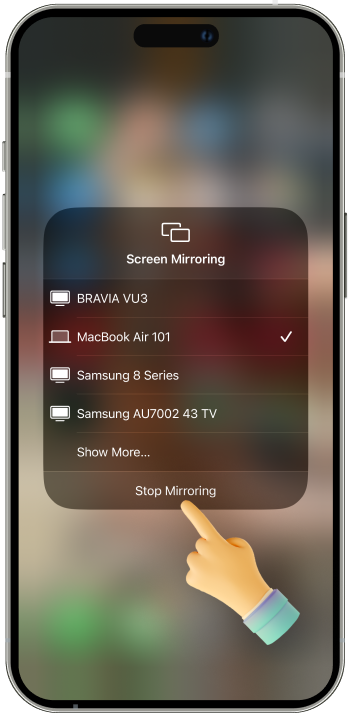 Screen Mirroring
BRAVIA VU3
MacBook Air 101
Samsung 8 Series
Samsung AU7002 43 TV
Show More...
Stop Mirroring